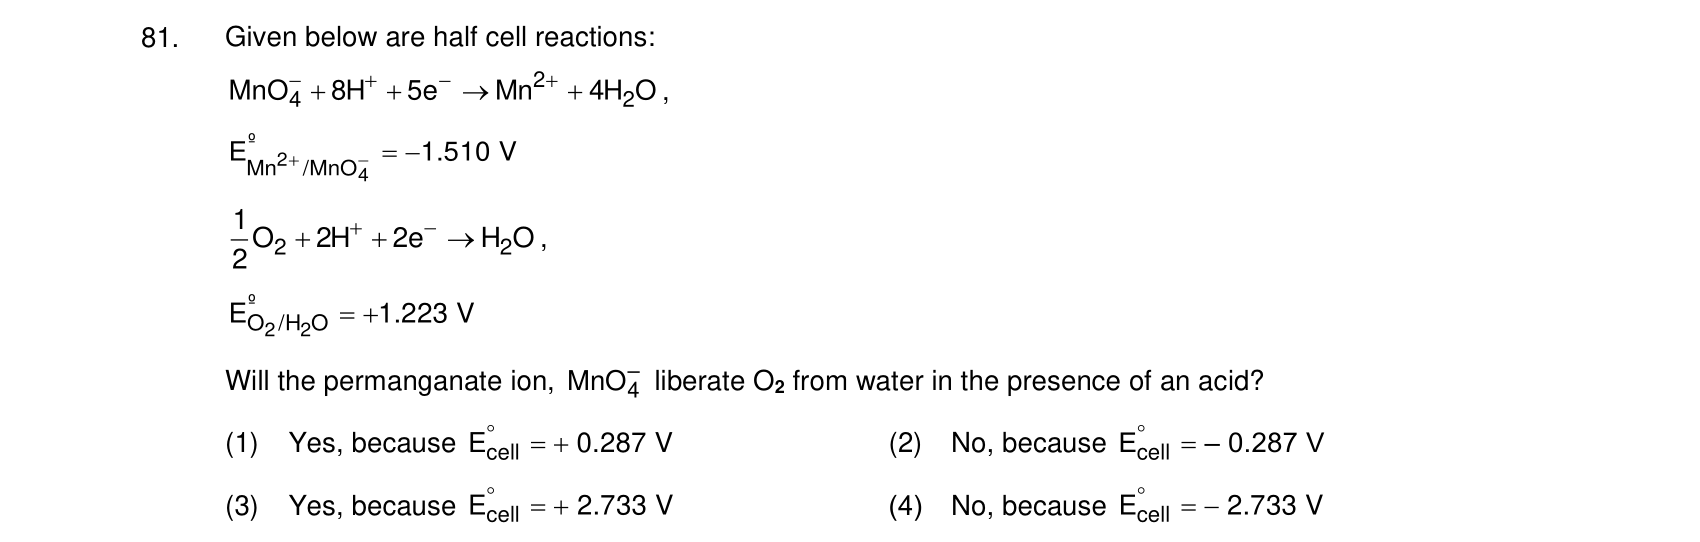 81. Given below are half cell reactions:
MnO₄⁻ + 8H⁺ + 5e⁻ → Mn²⁺ + 4H₂O ,
E°Mn²⁺/MnO₄⁻ = −1.510 V
1/2 O₂ + 2H⁺ + 2e⁻ → H₂O ,
E°O₂/H₂O = +1.223 V
Will the permanganate ion, MnO₄⁻ liberate O₂ from water in the presence of an acid?
(1) Yes, because E°cell = + 0.287 V (2) No, because E°cell = – 0.287 V
(3) Yes, because E°cell = + 2.733 V (4) No, because E°cell = − 2.733 V